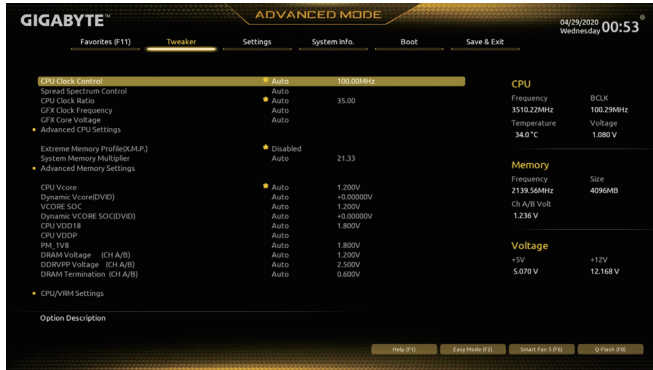 GIGABYTE™
ADVANCED MODE
04/29/2020
Wednesday 00:53
Favorites (F11) Tweaker Settings System Info. Boot Save & Exit
CPU Clock Control Auto 100.00MHz
Spread Spectrum Control Auto
CPU Clock Ratio Auto 35.00
GFX Clock Frequency Auto
GFX Core Voltage Auto
Advanced CPU Settings
Extreme Memory Profile(X.M.P.) Disabled
System Memory Multiplier Auto 21.33
Advanced Memory Settings
CPU Vcore Auto 1.200V
Dynamic Vcore(DVID) Auto +0.00000V
VCORE SOC Auto 1.200V
Dynamic VCORE SOC(DVID) Auto +0.00000V
CPU VDD18 Auto 1.800V
CPU VDDP Auto
PM_1V8 Auto 1.800V
DRAM Voltage (CH A/B) Auto 1.200V
DDRVPP Voltage (CH A/B) Auto 2.500V
DRAM Termination (CH A/B) Auto 0.600V
CPU/VRM Settings
Option Description
CPU
Frequency BCLK
3510.22MHz 100.29MHz
Temperature Voltage
34.0°C 1.080 V
Memory
Frequency Size
2139.56MHz 4096MB
Ch A/B Volt
1.236 V
Voltage
+5V +12V
5.070 V 12.168 V
Help (F1) Easy Mode (F2) Smart Fan 5 (F6) Q-Flash (F8)